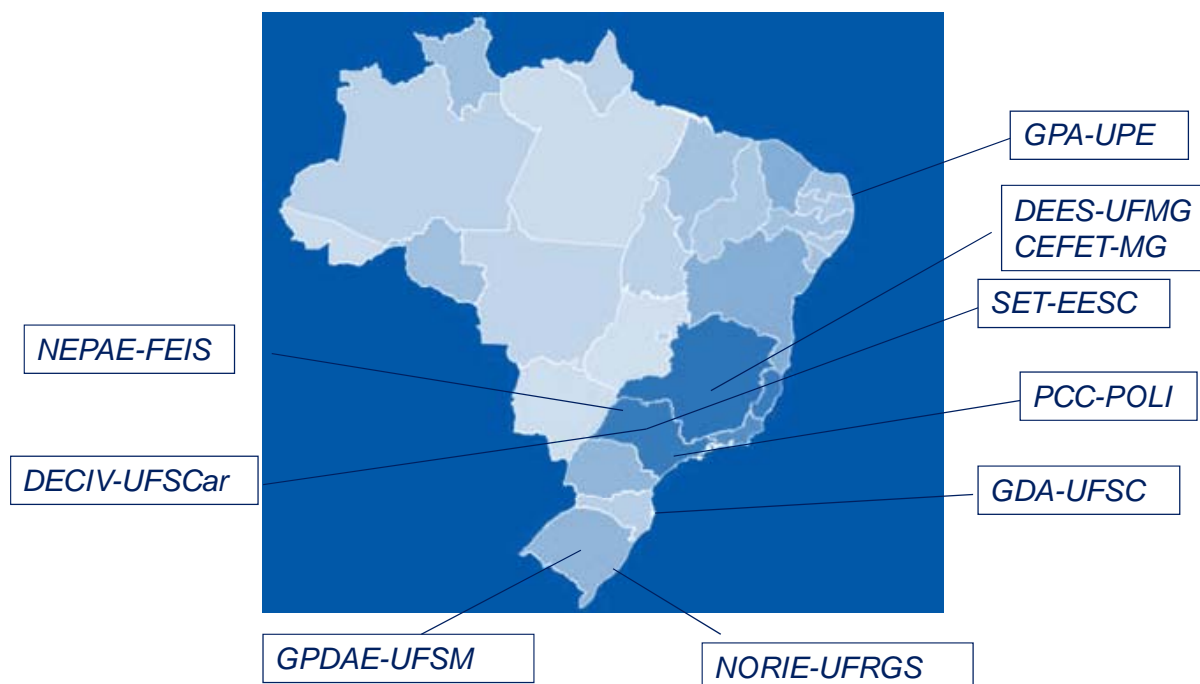 GPA-UPE
DEES-UFMG
CEFET-MG
SET-EESC
NEPAE-FEIS
PCC-POLI
DECIV-UFSCar
GDA-UFSC
GPDAE-UFSM
NORIE-UFRGS